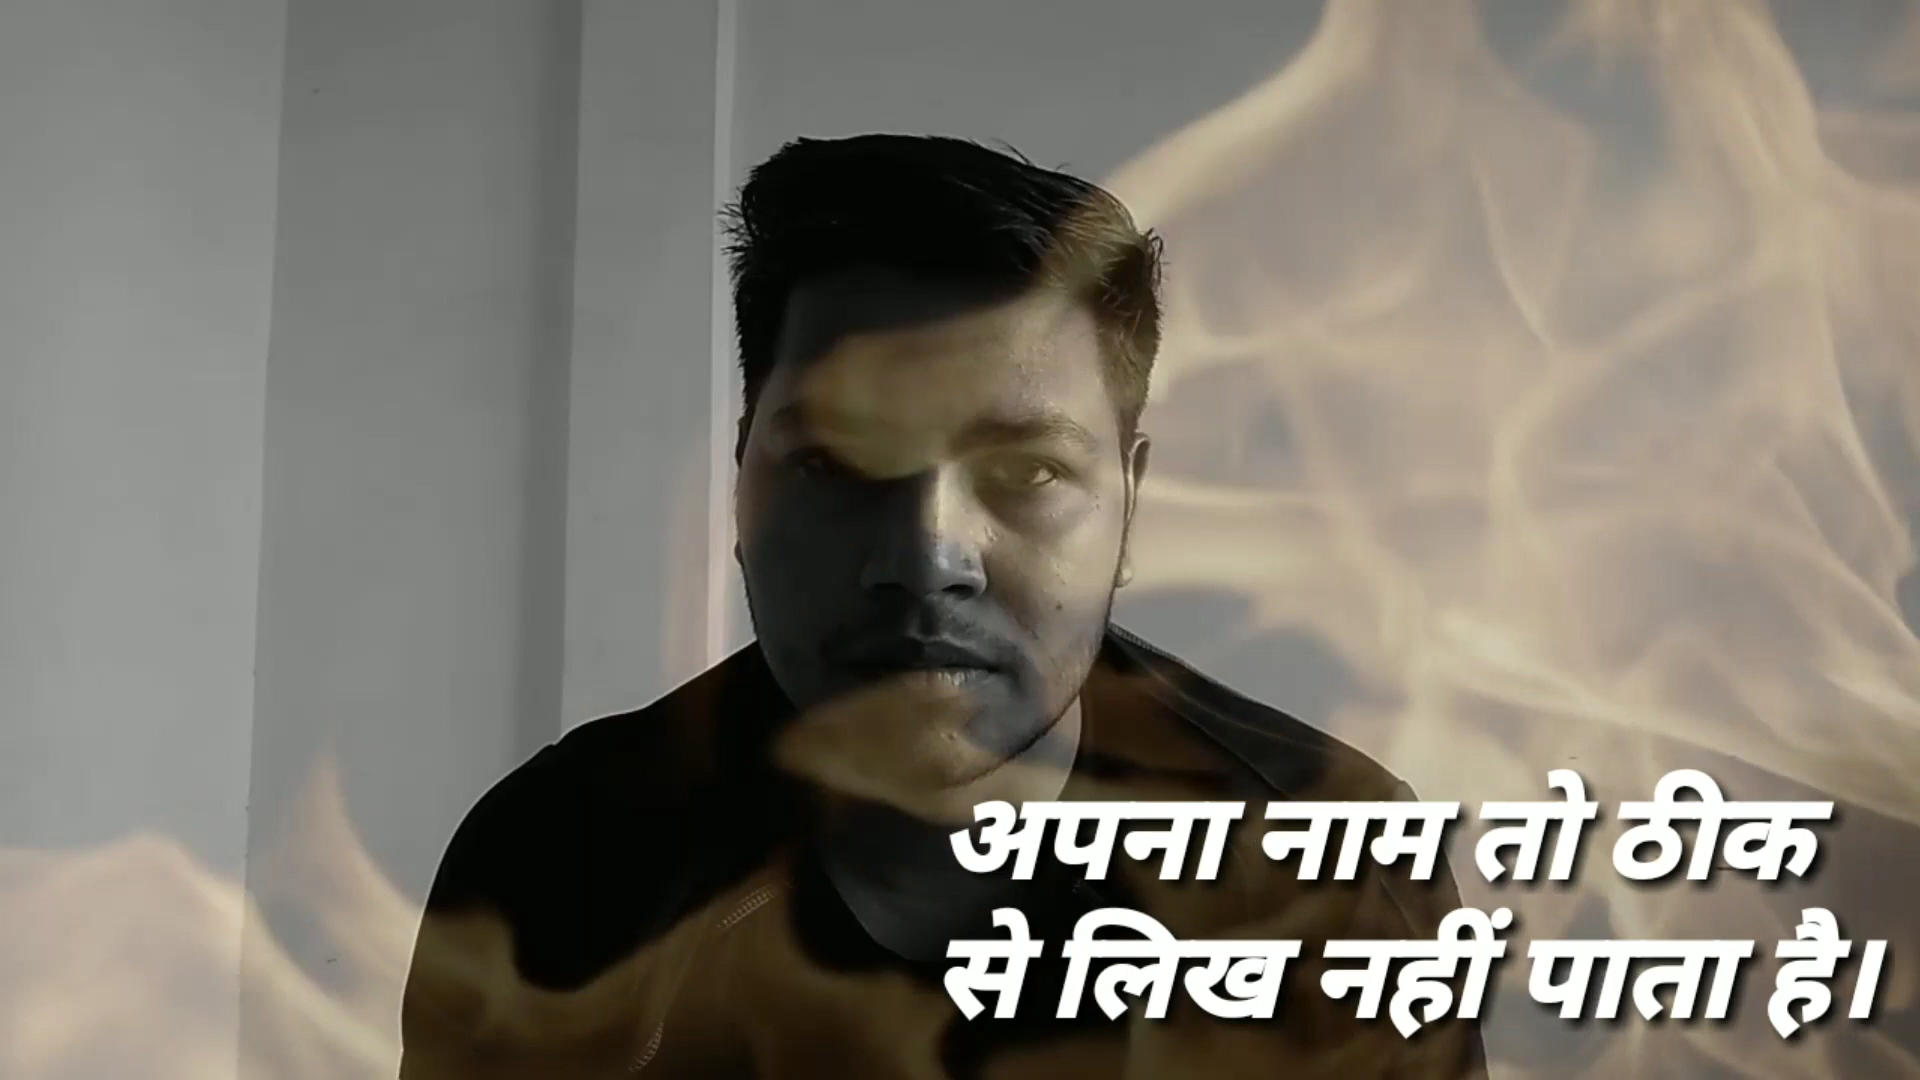 अपना नाम तो ठीक
से लिख नहीं पाता है।